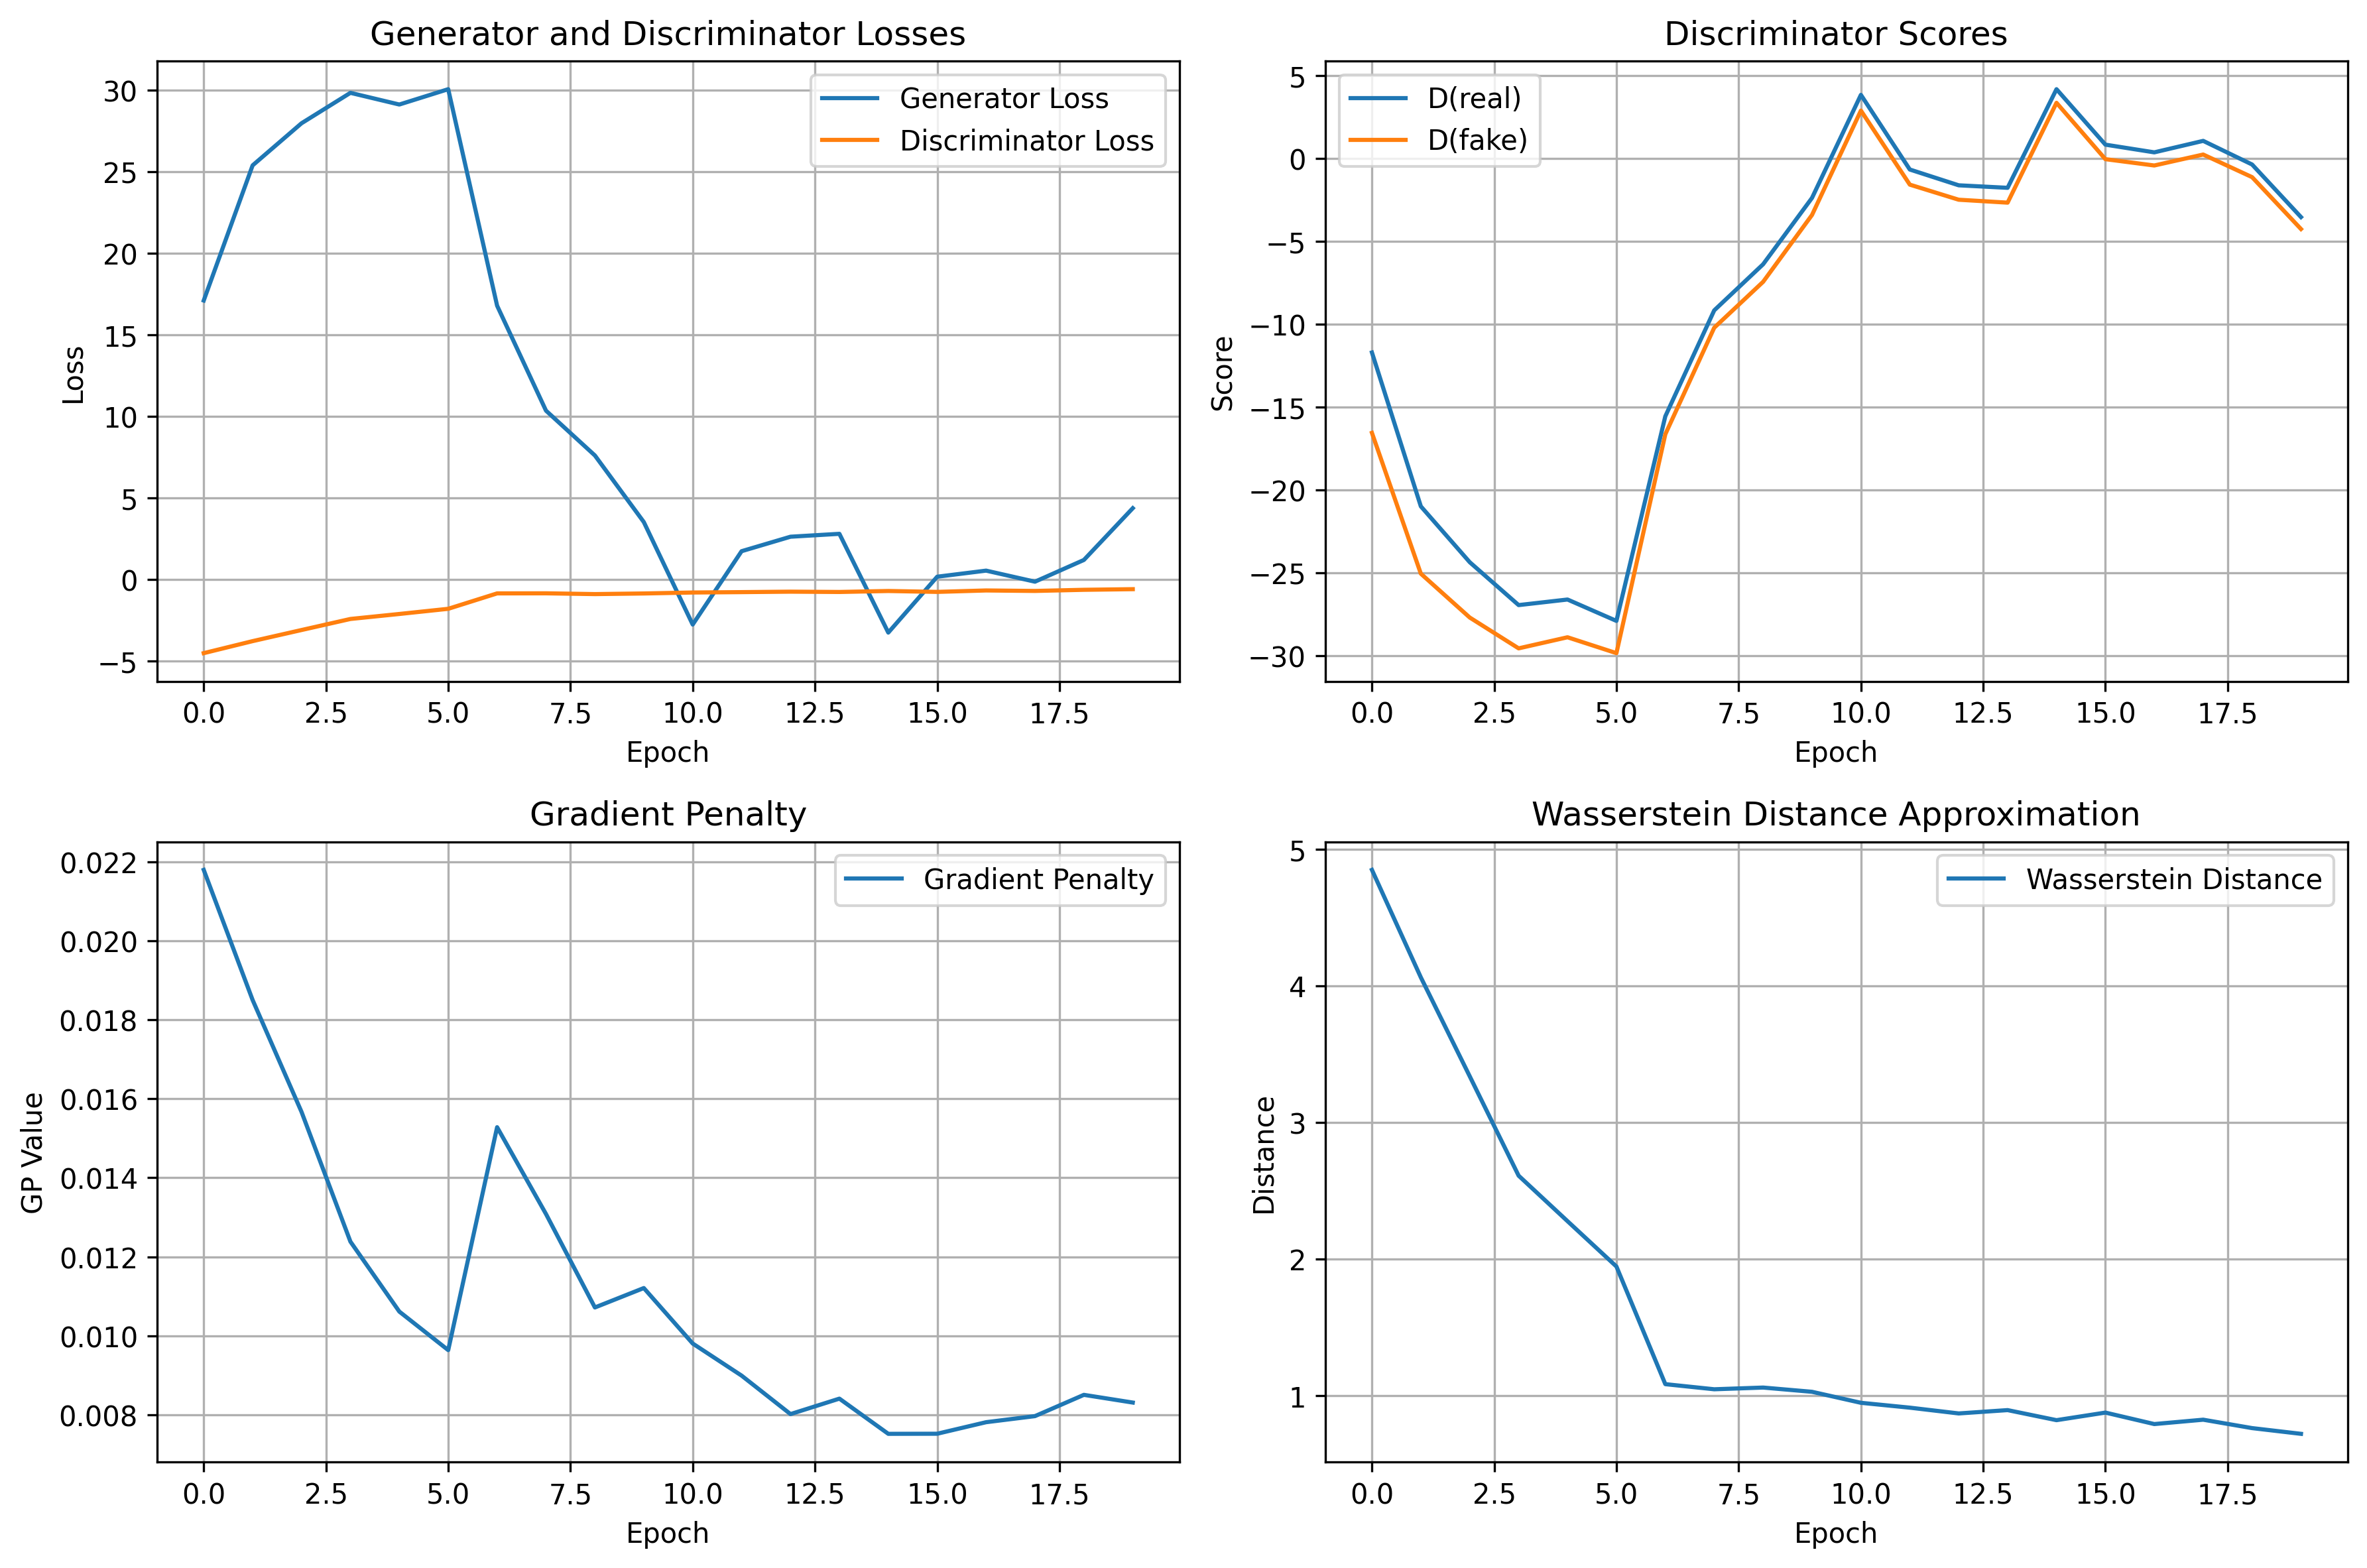 Generator and Discriminator Losses
30
25
20
15
10
5
0
−5
Loss
Generator Loss
Discriminator Loss
0.0 2.5 5.0 7.5 10.0 12.5 15.0 17.5
Epoch
Discriminator Scores
5
0
−5
−10
−15
−20
−25
−30
Score
D(real)
D(fake)
0.0 2.5 5.0 7.5 10.0 12.5 15.0 17.5
Epoch
Gradient Penalty
0.022
0.020
0.018
0.016
0.014
0.012
0.010
0.008
GP Value
Gradient Penalty
0.0 2.5 5.0 7.5 10.0 12.5 15.0 17.5
Epoch
Wasserstein Distance Approximation
5
4
3
2
1
Distance
Wasserstein Distance
0.0 2.5 5.0 7.5 10.0 12.5 15.0 17.5
Epoch